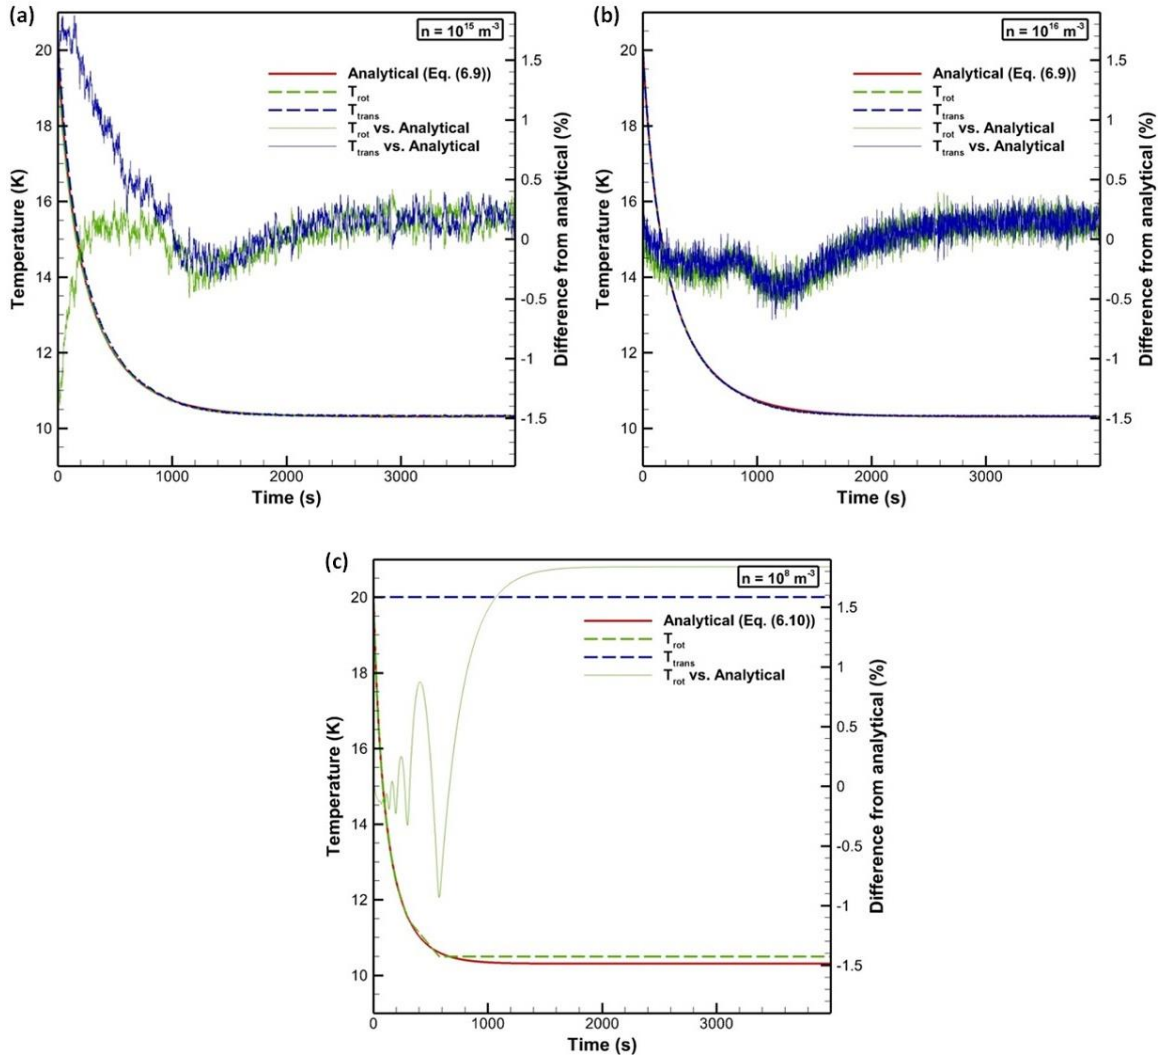 (a)
n = 10¹⁵ m⁻³
Analytical (Eq. (6.9))
T_rot
T_trans
T_rot vs. Analytical
T_trans vs. Analytical
20
18
16
14
12
10
Temperature (K)
1.5
1
0.5
0
-0.5
-1
-1.5
Difference from analytical (%)
0 1000 2000 3000
Time (s)
(b)
n = 10¹⁶ m⁻³
Analytical (Eq. (6.9))
T_rot
T_trans
T_rot vs. Analytical
T_trans vs. Analytical
20
18
16
14
12
10
Temperature (K)
1.5
1
0.5
0
-0.5
-1
-1.5
Difference from analytical (%)
0 1000 2000 3000
Time (s)
(c)
n = 10⁸ m⁻³
Analytical (Eq. (6.10))
T_rot
T_trans
T_rot vs. Analytical
20
18
16
14
12
10
Temperature (K)
1.5
1
0.5
0
-0.5
-1
-1.5
Difference from analytical (%)
0 1000 2000 3000
Time (s)